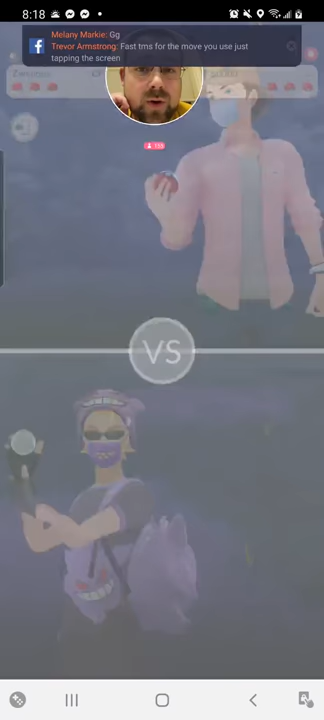 8:18
Melany Markie: Gg
Trevor Armstrong: Fast tms for the move you use just
tapping the screen
153
VS